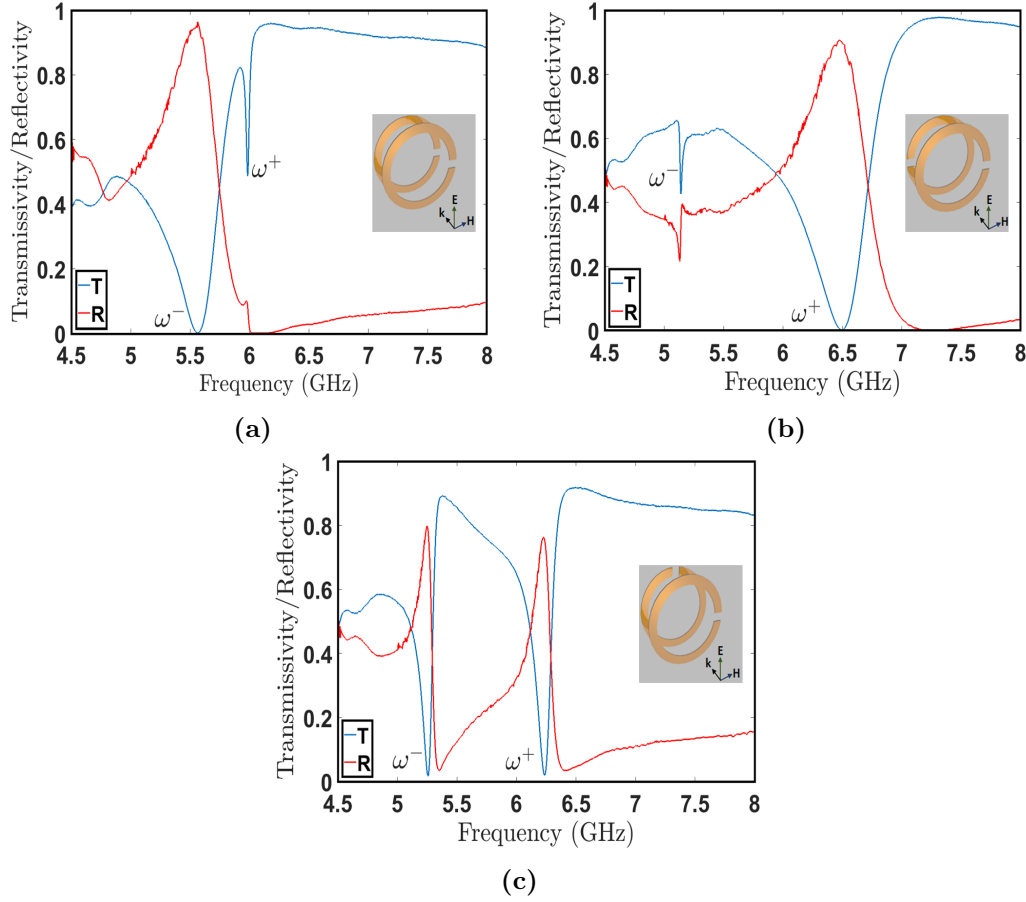 Transmissivity/Reflectivity
1
0.8
0.6
0.4
0.2
0
4.5 5 5.5 6 6.5 7 7.5 8
Frequency (GHz)
T
R
ω⁻
ω⁺
E
k
H
(a)
Transmissivity/Reflectivity
1
0.8
0.6
0.4
0.2
0
4.5 5 5.5 6 6.5 7 7.5 8
Frequency (GHz)
T
R
ω⁻
ω⁺
E
k
H
(b)
Transmissivity/Reflectivity
1
0.8
0.6
0.4
0.2
0
4.5 5 5.5 6 6.5 7 7.5 8
Frequency (GHz)
T
R
ω⁻
ω⁺
E
k
H
(c)